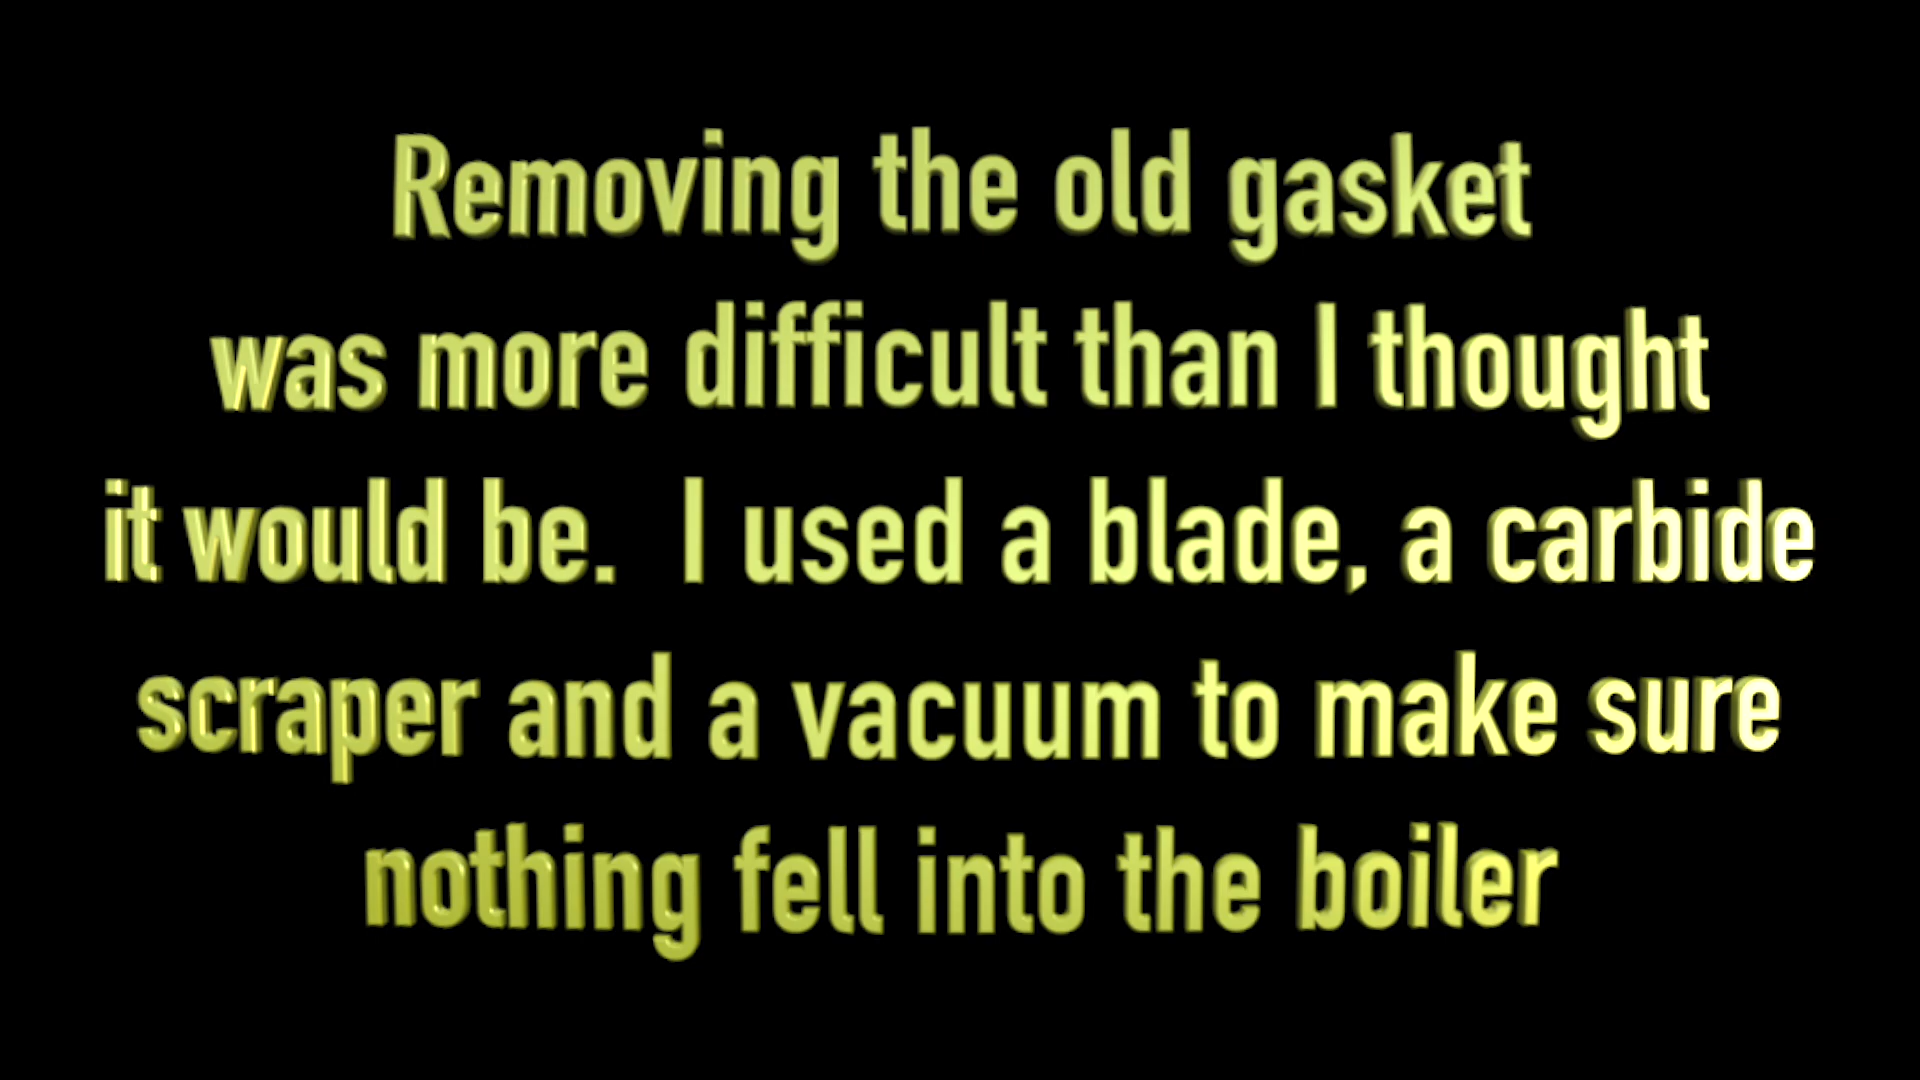 Removing the old gasket
was more difficult than I thought
it would be.  I used a blade, a carbide
scraper and a vacuum to make sure
nothing fell into the boiler